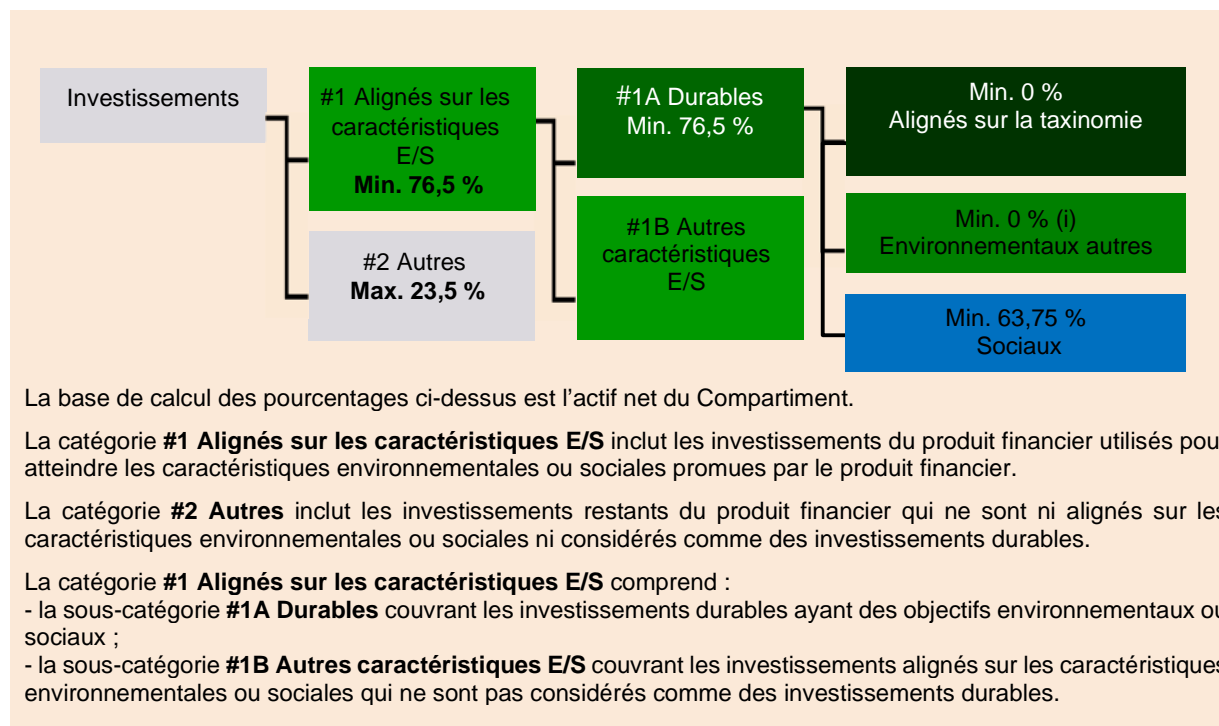 Investissements
#1 Alignés sur les
caractéristiques
E/S
Min. 76,5 %
#2 Autres
Max. 23,5 %
#1A Durables
Min. 76,5 %
#1B Autres
caractéristiques
E/S
Min. 0 %
Alignés sur la taxinomie
Min. 0 % (i)
Environnementaux autres
Min. 63,75 %
Sociaux
La base de calcul des pourcentages ci-dessus est l’actif net du Compartiment.
La catégorie #1 Alignés sur les caractéristiques E/S inclut les investissements du produit financier utilisés pou
atteindre les caractéristiques environnementales ou sociales promues par le produit financier.
La catégorie #2 Autres inclut les investissements restants du produit financier qui ne sont ni alignés sur les
caractéristiques environnementales ou sociales ni considérés comme des investissements durables.
La catégorie #1 Alignés sur les caractéristiques E/S comprend :
- la sous-catégorie #1A Durables couvrant les investissements durables ayant des objectifs environnementaux ou
sociaux ;
- la sous-catégorie #1B Autres caractéristiques E/S couvrant les investissements alignés sur les caractéristiques
environnementales ou sociales qui ne sont pas considérés comme des investissements durables.